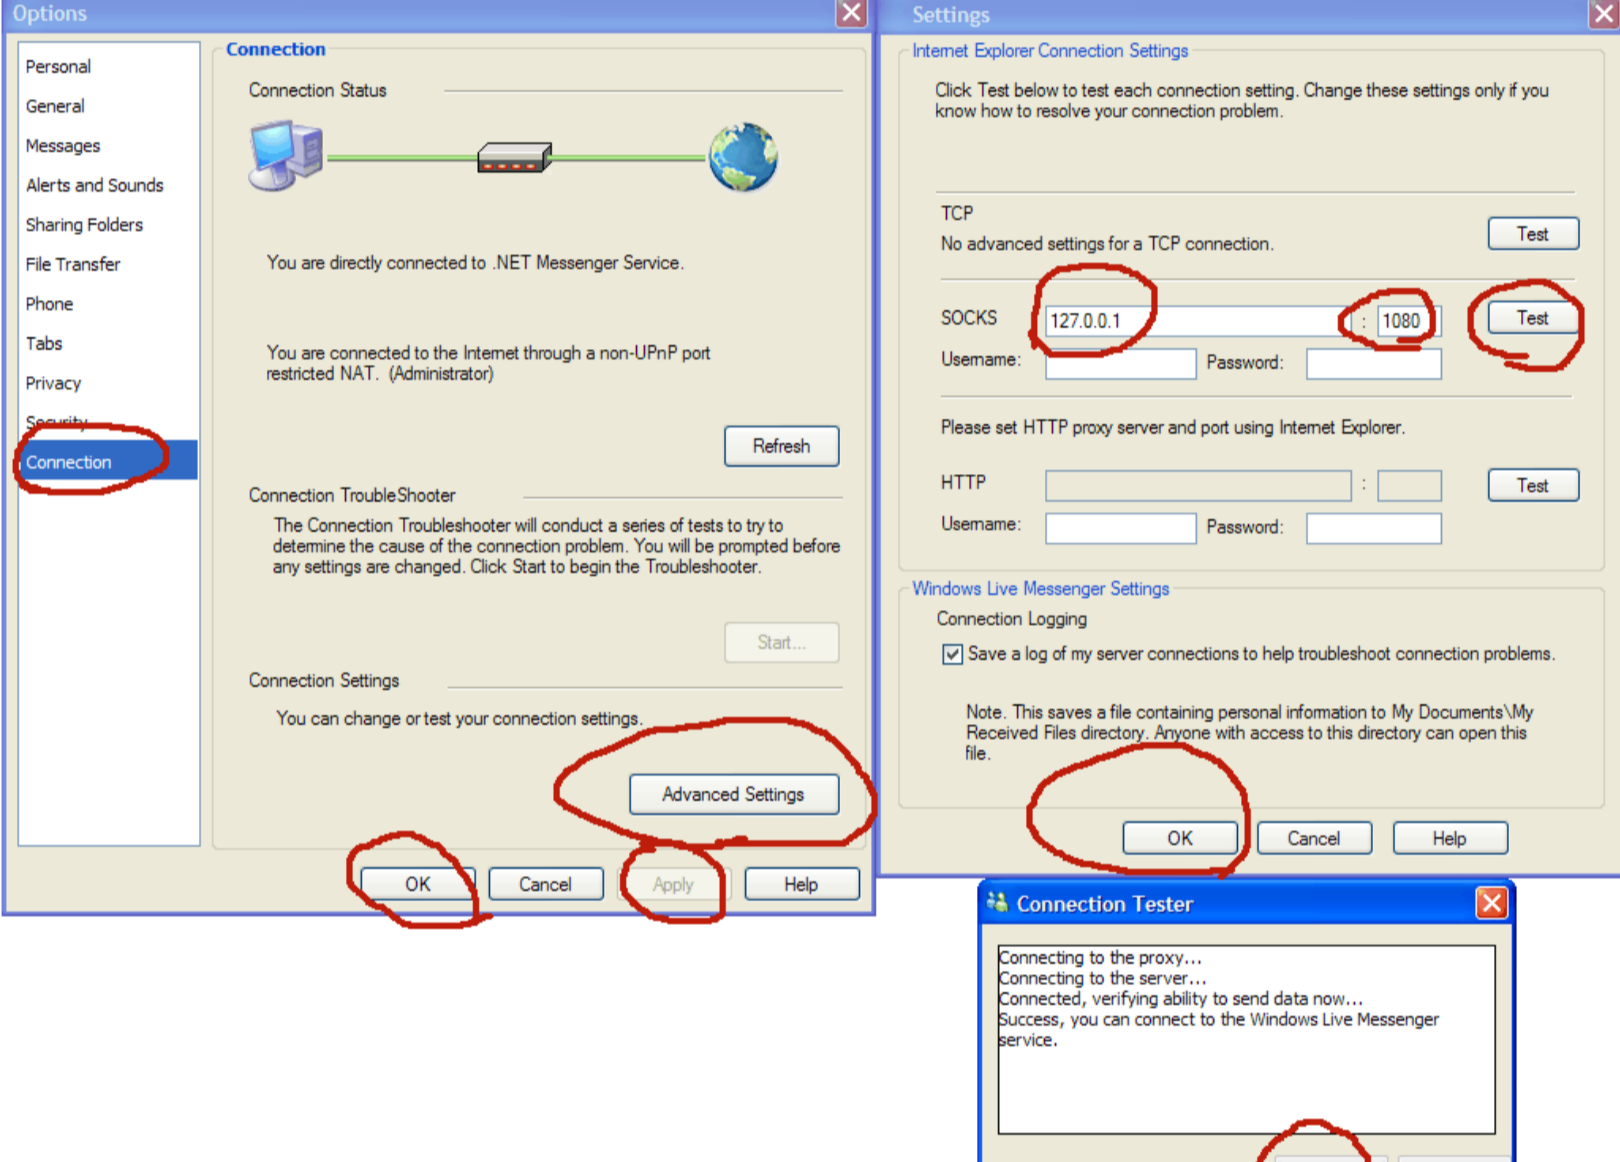 Options
Personal
General
Messages
Alerts and Sounds
Sharing Folders
File Transfer
Phone
Tabs
Privacy
Security
Connection
Connection
Connection Status
You are directly connected to .NET Messenger Service.
You are connected to the Internet through a non-UPnP port
restricted NAT. (Administrator)
Refresh
Connection TroubleShooter
The Connection Troubleshooter will conduct a series of tests to try to
determine the cause of the connection problem. You will be prompted before
any settings are changed. Click Start to begin the Troubleshooter.
Start...
Connection Settings
You can change or test your connection settings.
Advanced Settings
OK Cancel Apply Help
Settings
Internet Explorer Connection Settings
Click Test below to test each connection setting. Change these settings only if you
know how to resolve your connection problem.
TCP
No advanced settings for a TCP connection.
Test
SOCKS 127.0.0.1 : 1080 Test
Username: Password:
Please set HTTP proxy server and port using Internet Explorer.
HTTP : Test
Username: Password:
Windows Live Messenger Settings
Connection Logging
Save a log of my server connections to help troubleshoot connection problems.
Note. This saves a file containing personal information to My Documents\My
Received Files directory. Anyone with access to this directory can open this
file.
OK Cancel Help
Connection Tester
Connecting to the proxy...
Connecting to the server...
Connected, verifying ability to send data now...
Success, you can connect to the Windows Live Messenger
service.